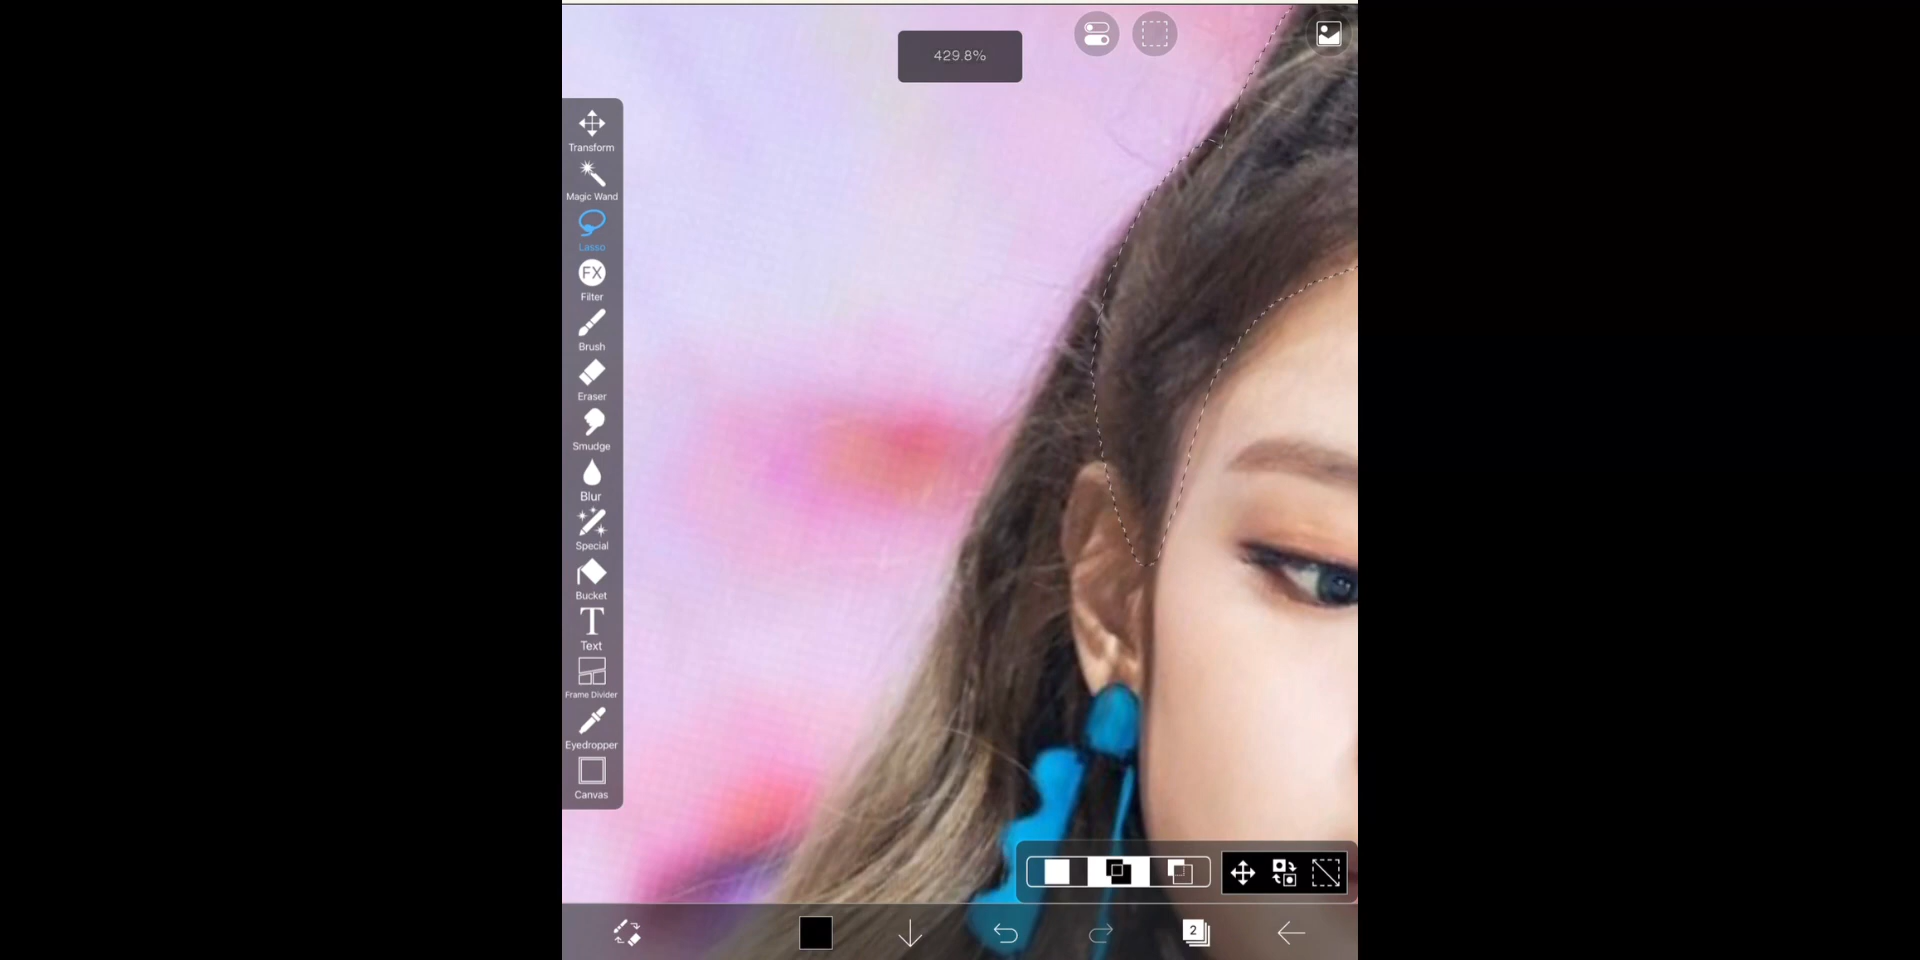 429.8%
Transform
Magic Wand
Lasso
FX
Filter
Brush
Eraser
Smudge
Blur
Special
Bucket
T
Text
Frame Divider
Eyedropper
Canvas
2